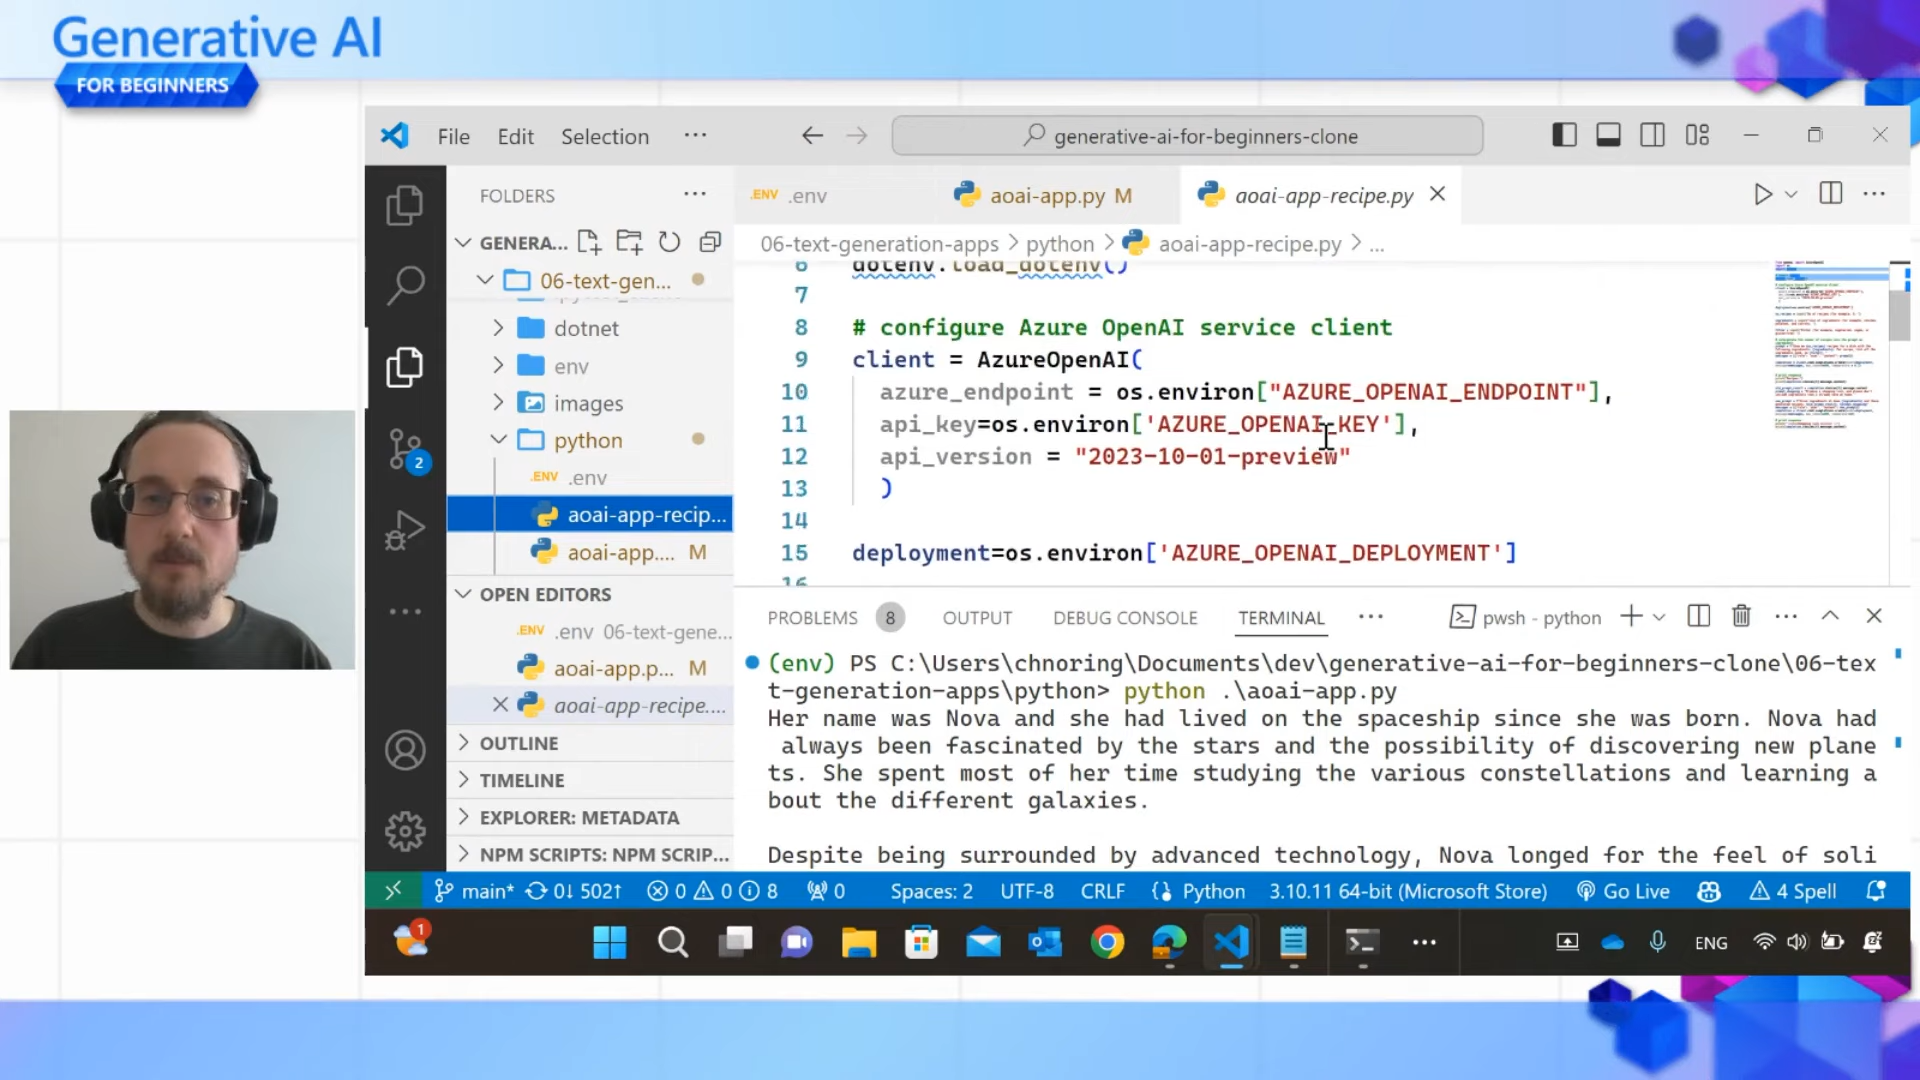 Generative AI
FOR BEGINNERS
File Edit Selection ··· generative-ai-for-beginners-clone
FOLDERS ···
GENERA...
06-text-gen...
dotnet
env
images
python
.ENV .env
aoai-app-recip...
aoai-app.... M
OPEN EDITORS
.ENV .env 06-text-gene...
aoai-app.p... M
aoai-app-recipe....
OUTLINE
TIMELINE
EXPLORER: METADATA
NPM SCRIPTS: NPM SCRIP...
2
.ENV .env aoai-app.py M aoai-app-recipe.py
06-text-generation-apps > python > aoai-app-recipe.py > ...
6 dotenv.load_dotenv()
7
8 # configure Azure OpenAI service client
9 client = AzureOpenAI(
10 azure_endpoint = os.environ["AZURE_OPENAI_ENDPOINT"],
11 api_key=os.environ['AZURE_OPENAI_KEY'],
12 api_version = "2023-10-01-preview"
13 )
14
15 deployment=os.environ['AZURE_OPENAI_DEPLOYMENT']
16
PROBLEMS 8 OUTPUT DEBUG CONSOLE TERMINAL ··· pwsh - python
(env) PS C:\Users\chnoring\Documents\dev\generative-ai-for-beginners-clone\06-tex
t-generation-apps\python> python .\aoai-app.py
Her name was Nova and she had lived on the spaceship since she was born. Nova had
always been fascinated by the stars and the possibility of discovering new plane
ts. She spent most of her time studying the various constellations and learning a
bout the different galaxies.
Despite being surrounded by advanced technology, Nova longed for the feel of soli
main* 0↓ 502↑ 0 0 8 0 Spaces: 2 UTF-8 CRLF Python 3.10.11 64-bit (Microsoft Store) Go Live 4 Spell
1 ENG